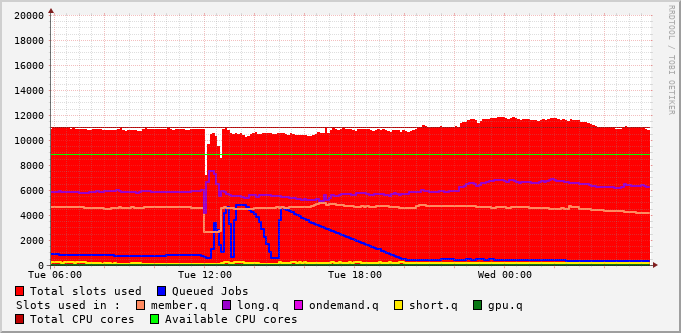 RRDTOOL / TOBI OETIKER
20000
18000
16000
14000
12000
10000
8000
6000
4000
2000
0
Tue 06:00 Tue 12:00 Tue 18:00 Wed 00:00
Total slots used Queued Jobs
Slots used in : member.q long.q ondemand.q short.q gpu.q
Total CPU cores Available CPU cores